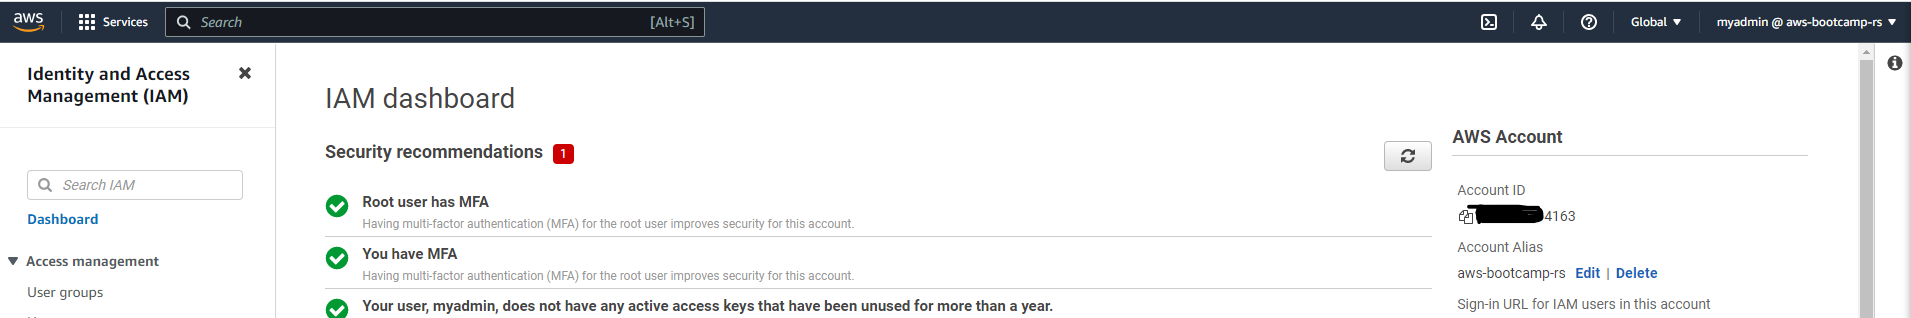 aws
Services
Search
[Alt+S]
Global
myadmin @ aws-bootcamp-rs
Identity and Access
Management (IAM)
Search IAM
Dashboard
Access management
User groups
IAM dashboard
Security recommendations 1
Root user has MFA
Having multi-factor authentication (MFA) for the root user improves security for this account.
You have MFA
Having multi-factor authentication (MFA) for the root user improves security for this account.
Your user, myadmin, does not have any active access keys that have been unused for more than a year.
AWS Account
Account ID
4163
Account Alias
aws-bootcamp-rs Edit | Delete
Sign-in URL for IAM users in this account